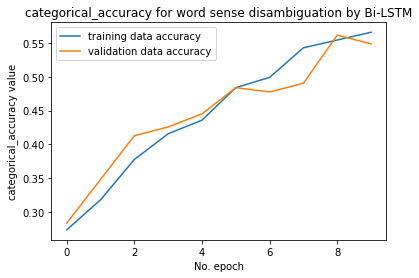 categorical_accuracy for word sense disambiguation by Bi-LSTM
training data accuracy
validation data accuracy
categorical_accuracy value
0.55
0.50
0.45
0.40
0.35
0.30
0 2 4 6 8
No. epoch